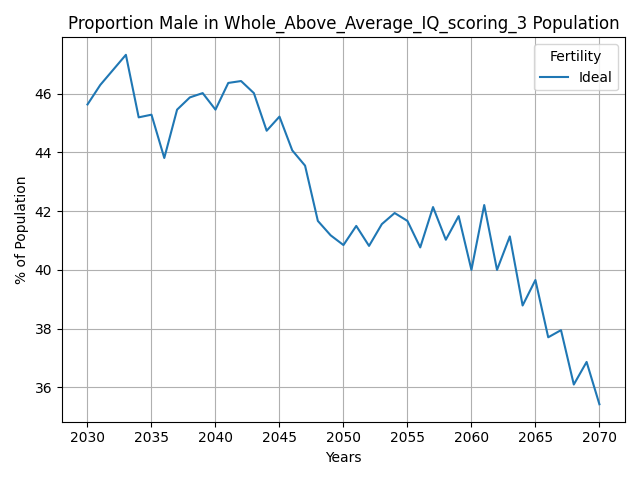 Proportion Male in Whole_Above_Average_IQ_scoring_3 Population
Fertility
Ideal
% of Population
46
44
42
40
38
36
2030 2035 2040 2045 2050 2055 2060 2065 2070
Years